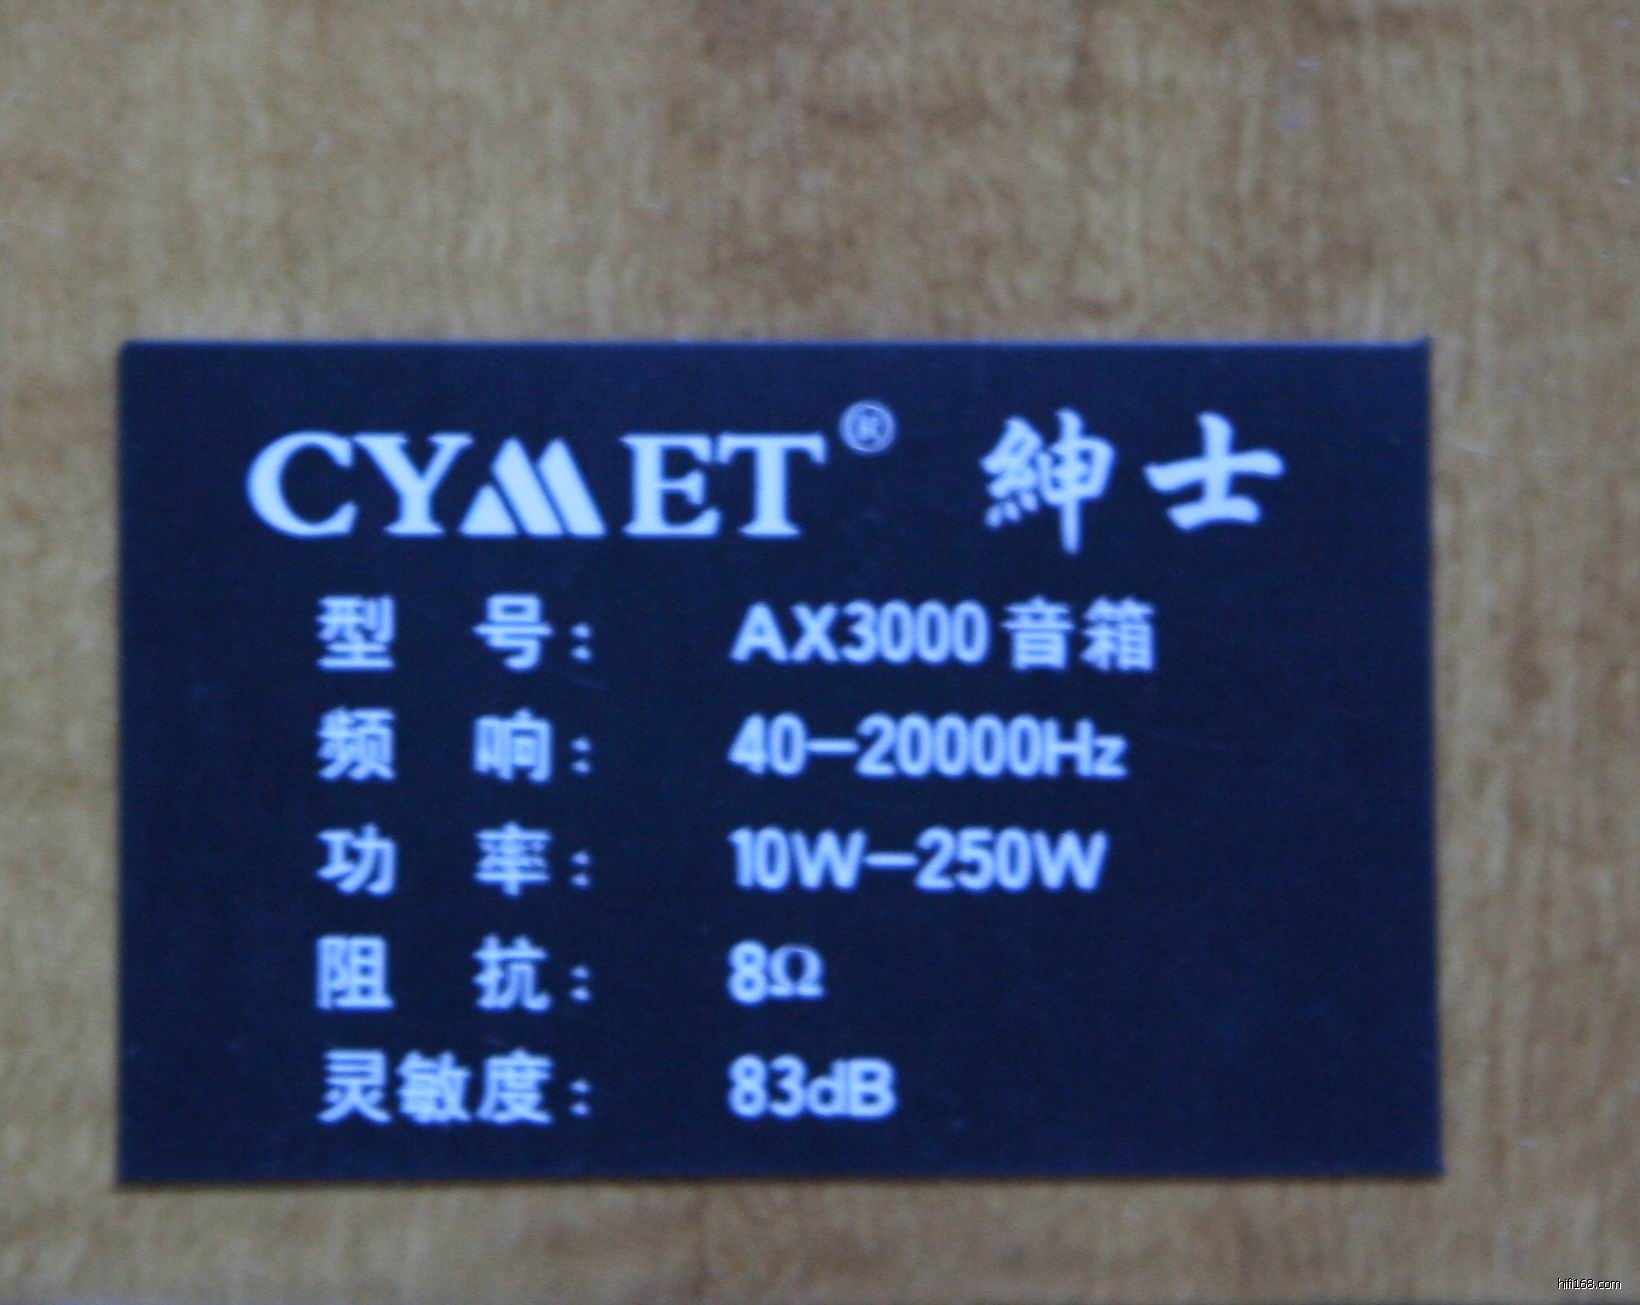 CYMET® 紳士
型 号： AX3000音箱
频 响： 40-20000Hz
功 率： 10W-250W
阻 抗： 8Ω
灵敏度： 83dB
hifi168.com